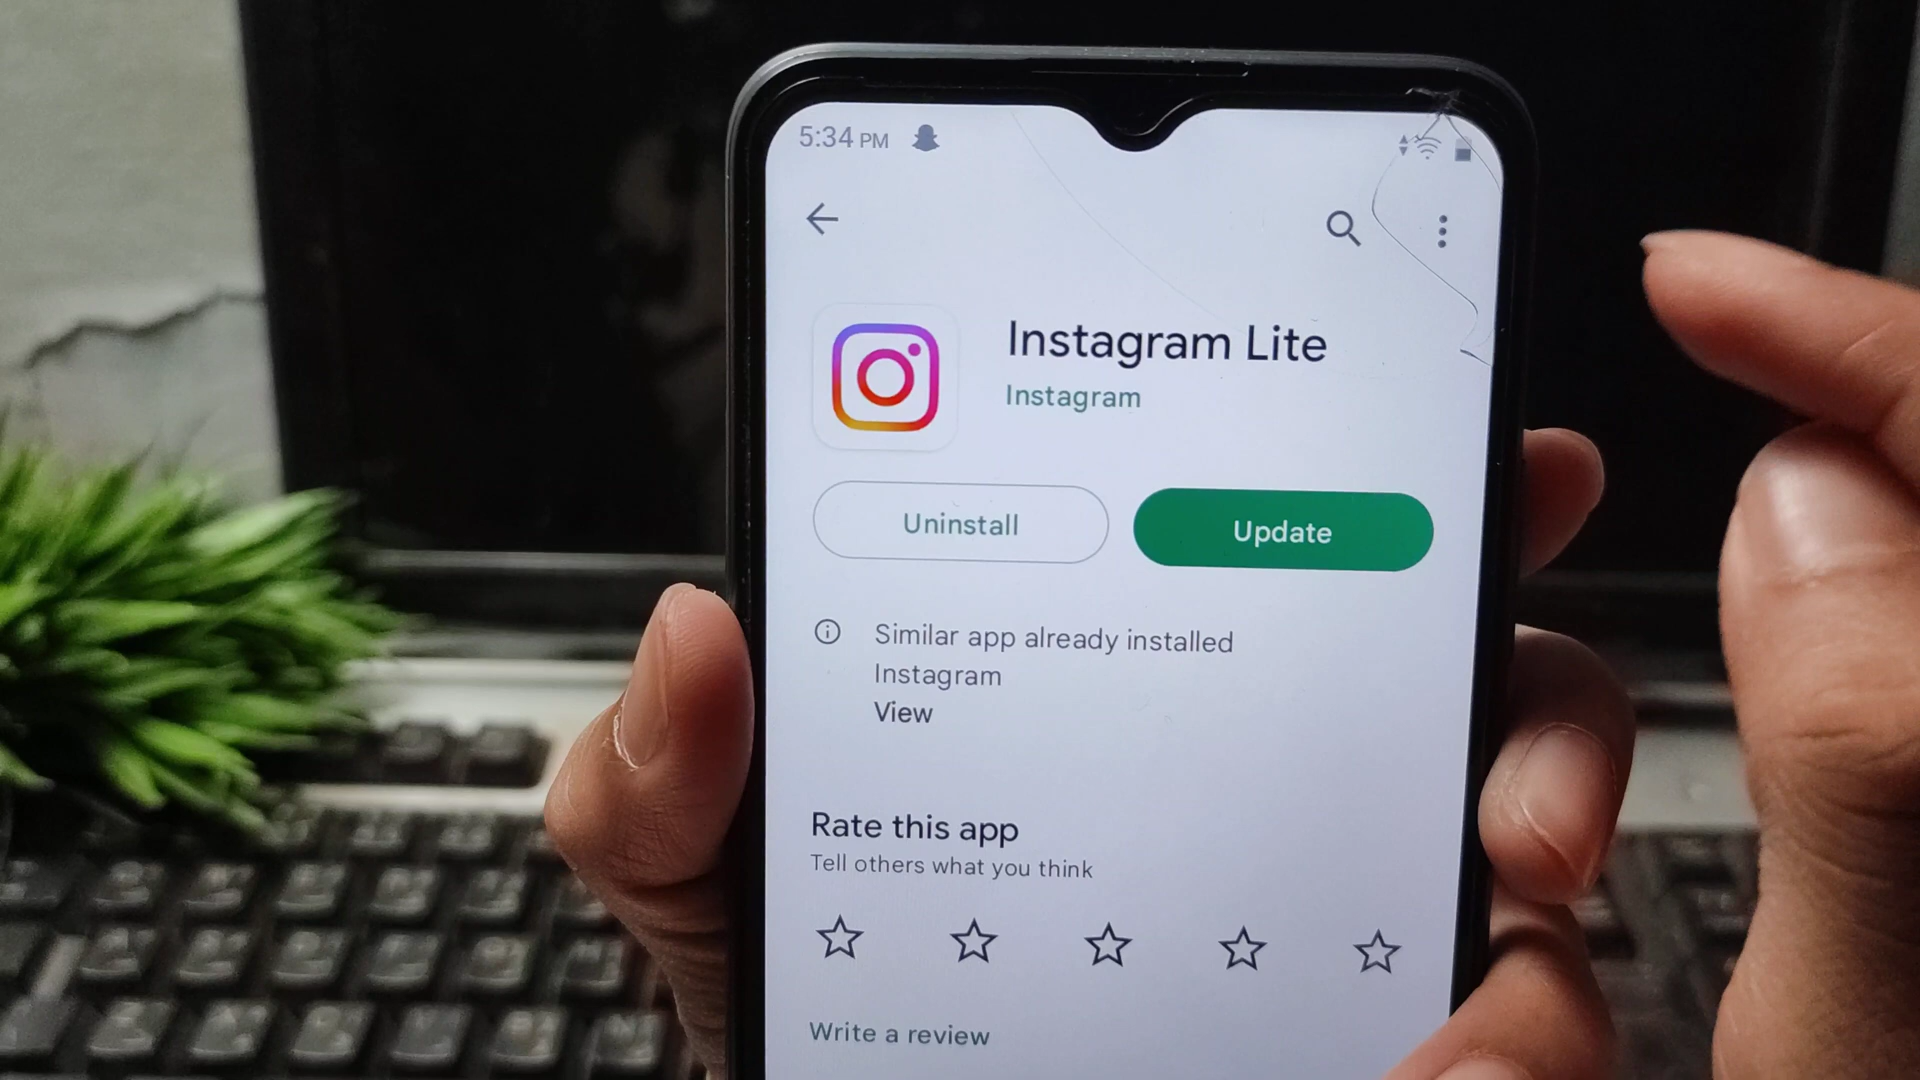 5:34 PM
Instagram Lite
Instagram
Uninstall
Update
Similar app already installed
Instagram
View
Rate this app
Tell others what you think
Write a review